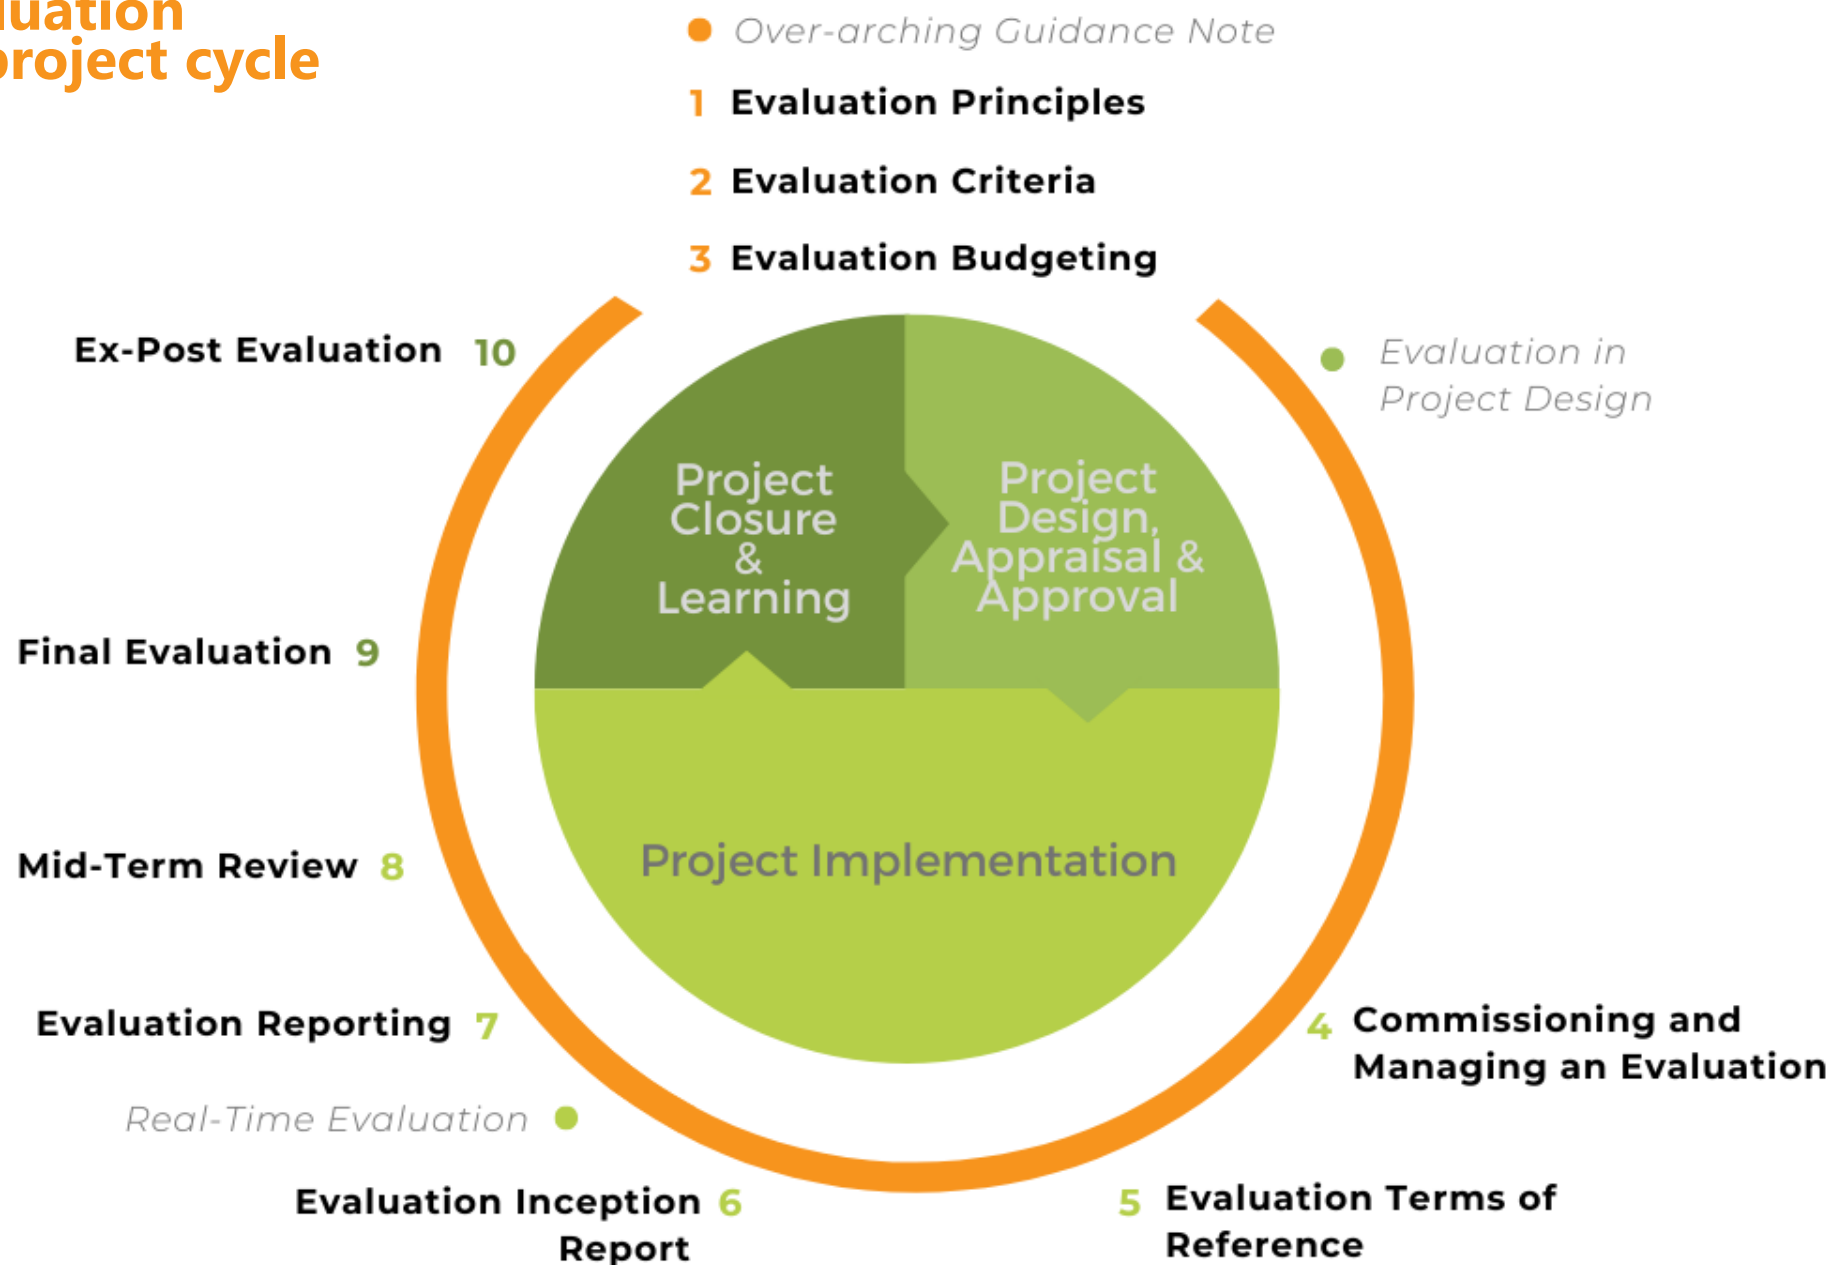 project cycle
Over-arching Guidance Note
1 Evaluation Principles
2 Evaluation Criteria
3 Evaluation Budgeting
Ex-Post Evaluation 10
Evaluation in
Project Design
Project
Closure
&
Learning
Project
Design,
Appraisal &
Approval
Final Evaluation 9
Project Implementation
Mid-Term Review 8
Evaluation Reporting 7
4 Commissioning and
Managing an Evaluation
Real-Time Evaluation
Evaluation Inception 6
Report
5 Evaluation Terms of
Reference